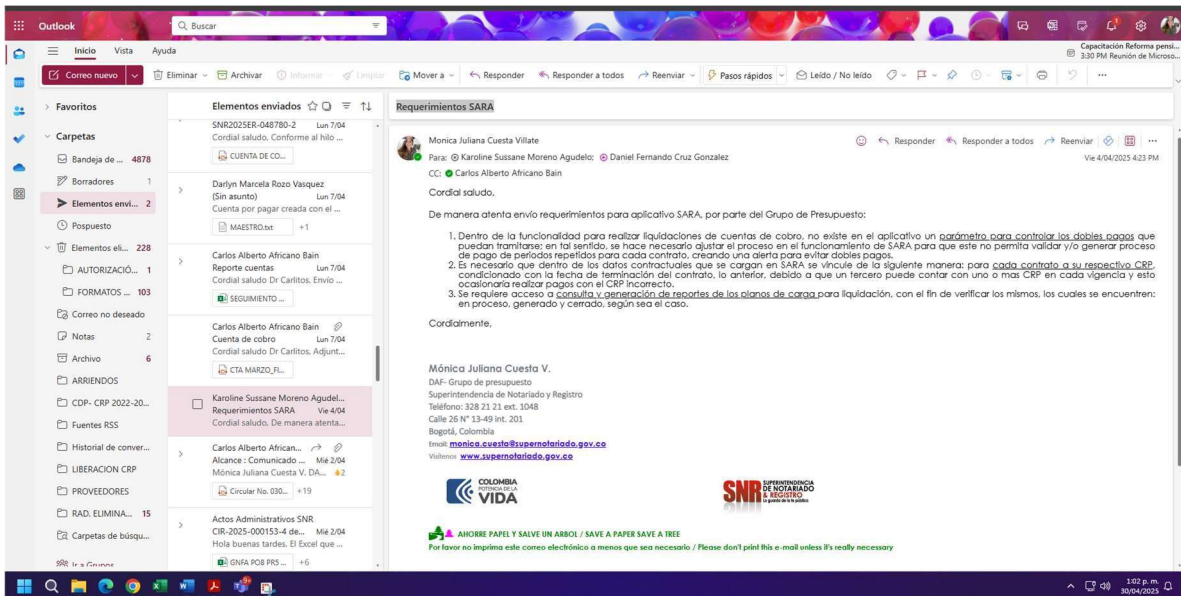 Outlook
Buscar
Inicio Vista Ayuda
Capacitación Reforma pensi...
3:30 PM Reunión de Microso...
Correo nuevo Eliminar Archivar Informar Limpiar Mover a Responder Responder a todos Reenviar Pasos rápidos Leído / No leído
Favoritos
Carpetas
Bandeja de ... 4878
Borradores 1
Elementos envi... 2
Pospuesto
Elementos eli... 228
AUTORIZACIÓ... 1
FORMATOS ... 103
Correo no deseado
Notas 2
Archivo 6
ARRIENDOS
CDP- CRP 2022-20...
Fuentes RSS
Historial de conver...
LIBERACION CRP
PROVEEDORES
RAD. ELIMINA... 15
Carpetas de búsqu...
Ir a Grupos
Elementos enviados
SNR2025ER-048780-2 Lun 7/04
Cordial saludo, Conforme al hilo ...
CUENTA DE CO...
Darlyn Marcela Rozo Vasquez
(Sin asunto) Lun 7/04
Cuenta por pagar creada con el ...
MAESTRO.txt +1
Carlos Alberto Africano Bain
Reporte cuentas Lun 7/04
Cordial saludo Dr Carlitos, Envío ...
SEGUIMIENTO ...
Carlos Alberto Africano Bain
Cuenta de cobro Lun 7/04
Cordial saludo Dr Carlitos, Adjunt...
CTA MARZO_FI...
Karoline Sussane Moreno Agudel...
Requerimientos SARA Vie 4/04
Cordial saludo, De manera atenta...
Carlos Alberto African...
Alcance : Comunicado ... Mié 2/04
Mónica Juliana Cuesta V. DA... 2
Circular No. 030... +19
Actos Administrativos SNR
CIR-2025-000153-4 de... Mié 2/04
Hola buenas tardes, El Excel que ...
GNFA PO8 PR5 ... +6
Requerimientos SARA
Monica Juliana Cuesta Villate
Responder Responder a todos Reenviar
Para: Karoline Sussane Moreno Agudelo; Daniel Fernando Cruz Gonzalez
Vie 4/04/2025 4:23 PM
CC: Carlos Alberto Africano Bain
Cordial saludo,
De manera atenta envío requerimientos para aplicativo SARA, por parte del Grupo de Presupuesto:
1. Dentro de la funcionalidad para realizar liquidaciones de cuentas de cobro, no existe en el aplicativo un parámetro para controlar los dobles pagos que
puedan tramitarse; en tal sentido, se hace necesario ajustar el proceso en el funcionamiento de SARA para que este no permita validar y/o generar proceso
de pago de periodos repetidos para cada contrato, creando una alerta para evitar dobles pagos.
2. Es necesario que dentro de los datos contractuales que se cargan en SARA se vincule de la siguiente manera: para cada contrato a su respectivo CRP,
condicionado con la fecha de terminación del contrato, lo anterior, debido a que un tercero puede contar con uno o mas CRP en cada vigencia y esto
ocasionaría realizar pagos con el CRP incorrecto.
3. Se requiere acceso a consulta y generación de reportes de los planos de carga para liquidación, con el fin de verificar los mismos, los cuales se encuentren:
en proceso, generado y cerrado, según sea el caso.
Cordialmente,
Mónica Juliana Cuesta V.
DAF- Grupo de presupuesto
Superintendencia de Notariado y Registro
Teléfono: 328 21 21 ext. 1048
Calle 26 N° 13-49 int. 201
Bogotá, Colombia
Email: monica.cuesta@supernotariado.gov.co
Visítenos www.supernotariado.gov.co
COLOMBIA
POTENCIA DE LA
VIDA
SNR SUPERINTENDENCIA
DE NOTARIADO
& REGISTRO
La guarda de la fe pública
AHORRE PAPEL Y SALVE UN ARBOL / SAVE A PAPER SAVE A TREE
Por favor no imprima este correo electrónico a menos que sea necesario / Please don't print this e-mail unless it's really necessary
1:02 p. m.
30/04/2025